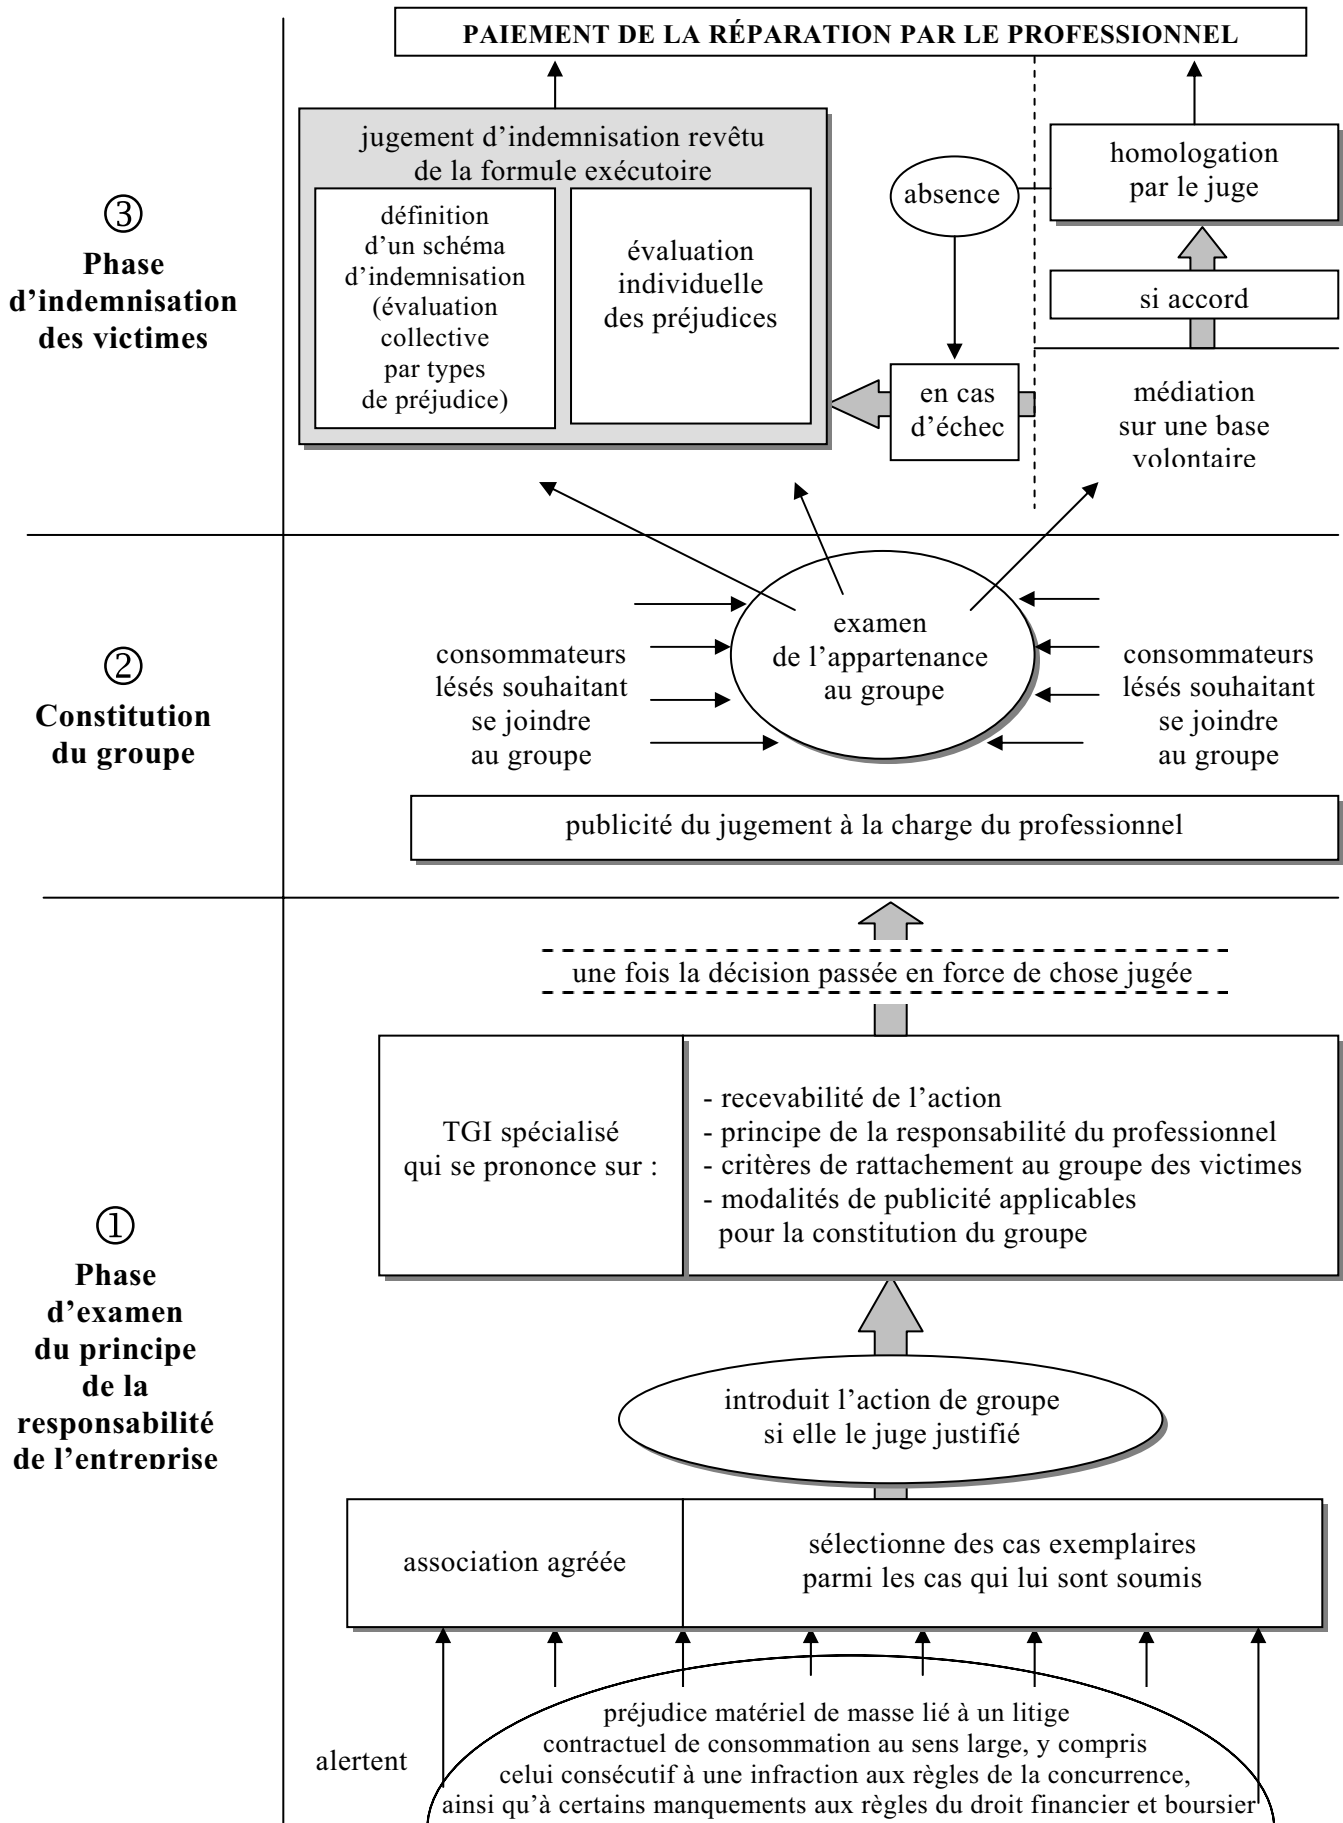 PAIEMENT DE LA RÉPARATION PAR LE PROFESSIONNEL
③
Phase
d’indemnisation
des victimes
jugement d'indemnisation revêtu
de la formule exécutoire
définition
d’un schéma
d’indemnisation
(évaluation
collective
par types
de préjudice)
évaluation
individuelle
des préjudices
absence
homologation
par le juge
si accord
en cas
d’échec
médiation
sur une base
volontaire
②
Constitution
du groupe
consommateurs
lésés souhaitant
se joindre
au groupe
examen
de l’appartenance
au groupe
consommateurs
lésés souhaitant
se joindre
au groupe
publicité du jugement à la charge du professionnel
①
Phase
d’examen
du principe
de la
responsabilité
de l’entreprise
une fois la décision passée en force de chose jugée
TGI spécialisé
qui se prononce sur :
- recevabilité de l’action
- principe de la responsabilité du professionnel
- critères de rattachement au groupe des victimes
- modalités de publicité applicables
pour la constitution du groupe
introduit l’action de groupe
si elle le juge justifié
association agréée
sélectionne des cas exemplaires
parmi les cas qui lui sont soumis
alertent
préjudice matériel de masse lié à un litige
contractuel de consommation au sens large, y compris
celui consécutif à une infraction aux règles de la concurrence,
ainsi qu’à certains manquements aux règles du droit financier et boursier